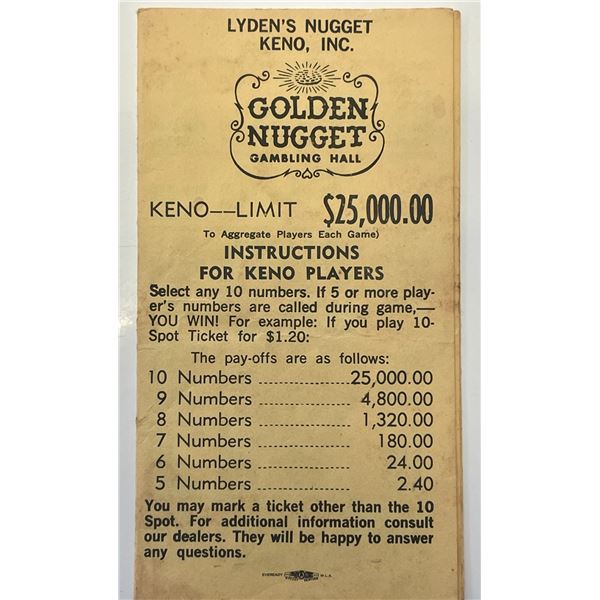 LYDEN'S NUGGET
KENO, INC.
GOLDEN
NUGGET
GAMBLING HALL
KENO--LIMIT $25,000.00
To Aggregate Players Each Game)
INSTRUCTIONS
FOR KENO PLAYERS
Select any 10 numbers. If 5 or more play-
er's numbers are called during game,—
YOU WIN! For example: If you play 10-
Spot Ticket for $1.20:
The pay-offs are as follows:
10 Numbers ..................25,000.00
9 Numbers ....................4,800.00
8 Numbers ....................1,320.00
7 Numbers ....................... 180.00
6 Numbers ......................... 24.00
5 Numbers ........................... 2.40
You may mark a ticket other than the 10
Spot. For additional information consult
our dealers. They will be happy to answer
any questions.
EVEREADY W-L.A.